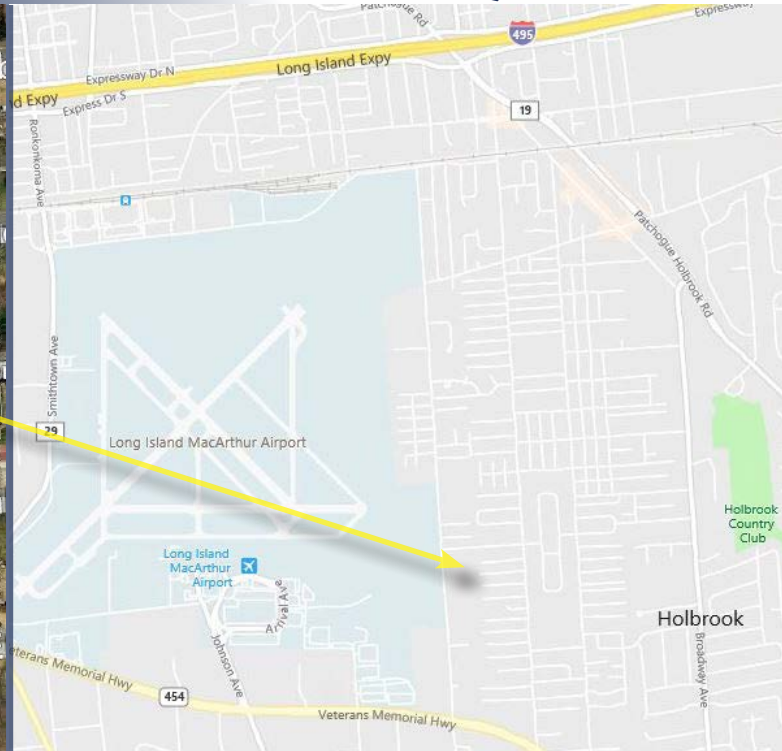 Patchogue Rd
Expressway
495
Long Island Expy
Expressway Dr N
d Expy
Express Dr S
19
Ronkonkoma Ave
Patchogue Holbrook Rd
Smithtown Ave
29
Long Island MacArthur Airport
Holbrook
Country
Club
Long Island
MacArthur
Airport
Arrival Ave
Holbrook
Johnson Ave
Broadway Ave
terans Memorial Hwy
454
Veterans Memorial Hwy